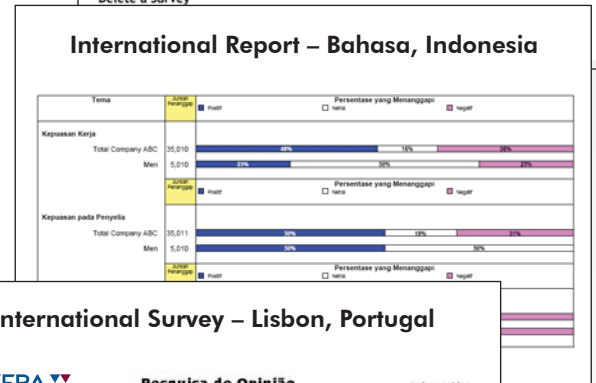 Delete a Survey
International Report – Bahasa, Indonesia
Tema Jumlah Penanggap Persentase yang Menanggapi
Positif Netral Negatif
Kepuasan Kerja
Total Company ABC 35,010 48% 16% 36%
Men 5,010 25% 50% 25%
Jumlah Penanggap Persentase yang Menanggapi
Positif Netral Negatif
Kepuasan pada Penyelia
Total Company ABC 35,011 50% 19% 31%
Men 5,010 50% 50%
Jumlah Penanggap Persentase yang Menanggapi
Positif Netral Negatif
nternational Survey – Lisbon, Portugal
Pesquisa de Opinião